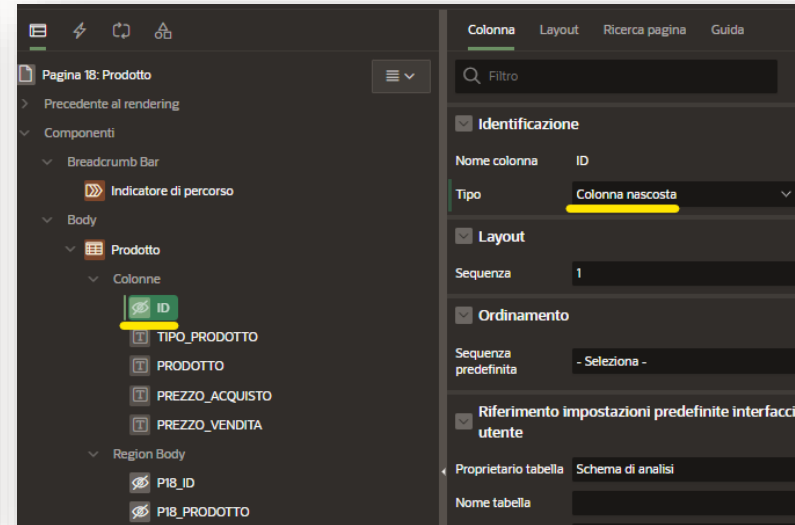 Pagina 18: Prodotto
Precedente al rendering
Componenti
Breadcrumb Bar
Indicatore di percorso
Body
Prodotto
Colonne
ID
TIPO_PRODOTTO
PRODOTTO
PREZZO_ACQUISTO
PREZZO_VENDITA
Region Body
P18_ID
P18_PRODOTTO
Colonna Layout Ricerca pagina Guida
Filtro
Identificazione
Nome colonna ID
Tipo Colonna nascosta
Layout
Sequenza 1
Ordinamento
Sequenza
predefinita - Seleziona -
Riferimento impostazioni predefinite interfacci
utente
Proprietario tabella Schema di analisi
Nome tabella